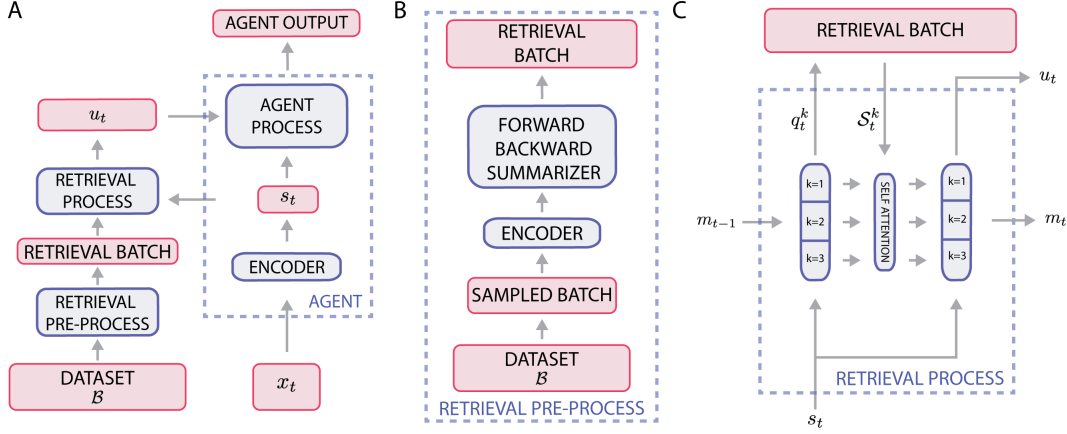 A
AGENT OUTPUT
AGENT
PROCESS
u_t
RETRIEVAL
PROCESS
s_t
RETRIEVAL BATCH
ENCODER
AGENT
RETRIEVAL
PRE-PROCESS
DATASET
ℬ
x_t
B
RETRIEVAL
BATCH
FORWARD
BACKWARD
SUMMARIZER
ENCODER
SAMPLED BATCH
DATASET
ℬ
RETRIEVAL PRE-PROCESS
C
RETRIEVAL BATCH
u_t
q_t^k
𝒮_t^k
k=1
k=2
k=3
SELF ATTENTION
k=1
k=2
k=3
m_{t−1}
m_t
RETRIEVAL PROCESS
s_t